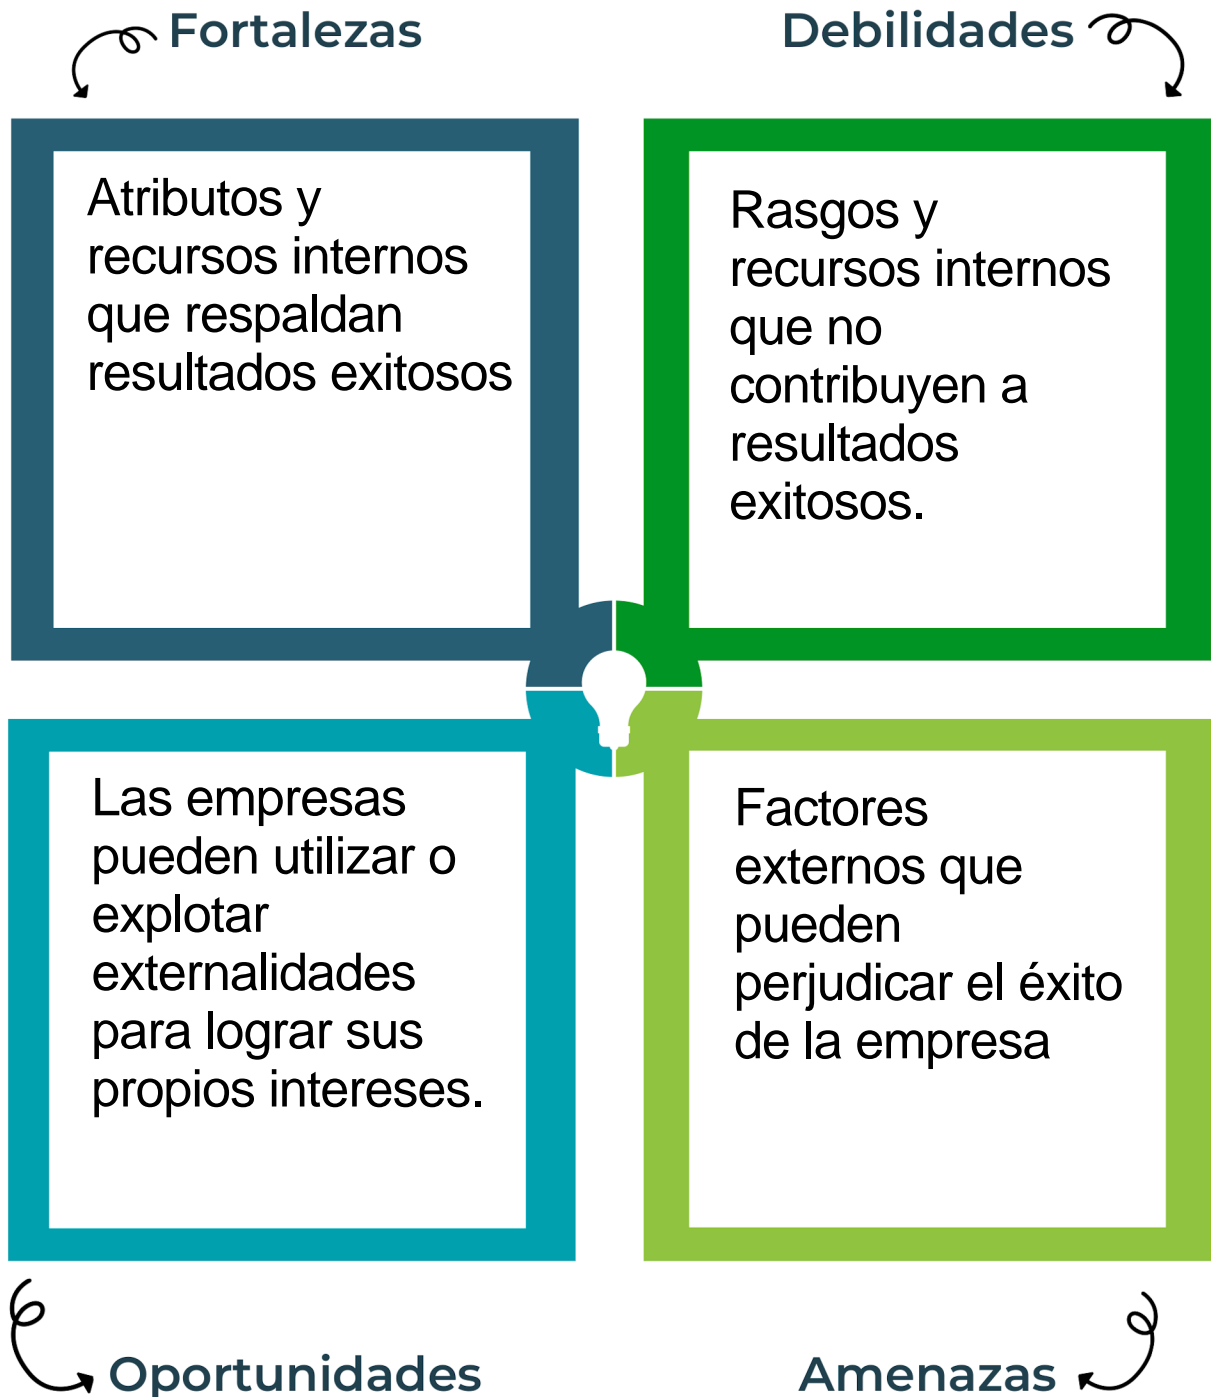 Fortalezas
Atributos y
recursos internos
que respaldan
resultados exitosos
Debilidades
Rasgos y
recursos internos
que no
contribuyen a
resultados
exitosos.
Las empresas
pueden utilizar o
explotar
externalidades
para lograr sus
propios intereses.
Oportunidades
Factores
externos que
pueden
perjudicar el éxito
de la empresa
Amenazas